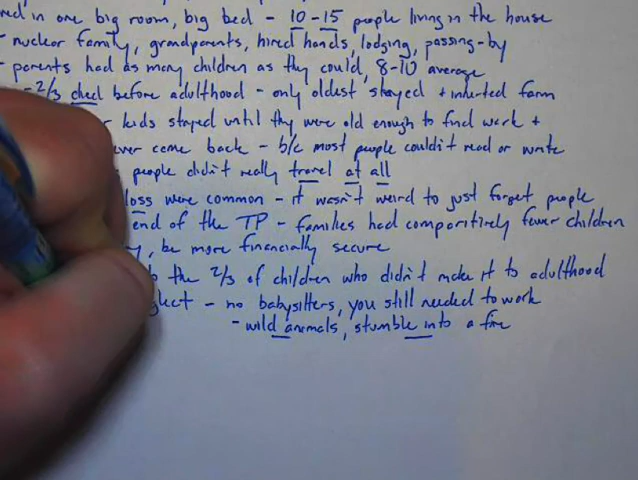 in one big room, big bed - 10-15 people living in the house
- nuclear family, grandparents, hired hands, lodging, passing-by
- parents had as many children as they could, 8-10 average
- 2/3 died before adulthood - only oldest stayed + inherited farm
kids stayed until they were old enough to find work +
come back - b/c most people couldn't read or write
people didn't really travel at all
loss were common - it wasn't weird to just forget people
end of the TP - families had comparitively fewer children
, be more financially secure
the 2/3 of children who didn't make it to adulthood
- no babysitters, you still needed to work
- wild animals, stumble into a fire